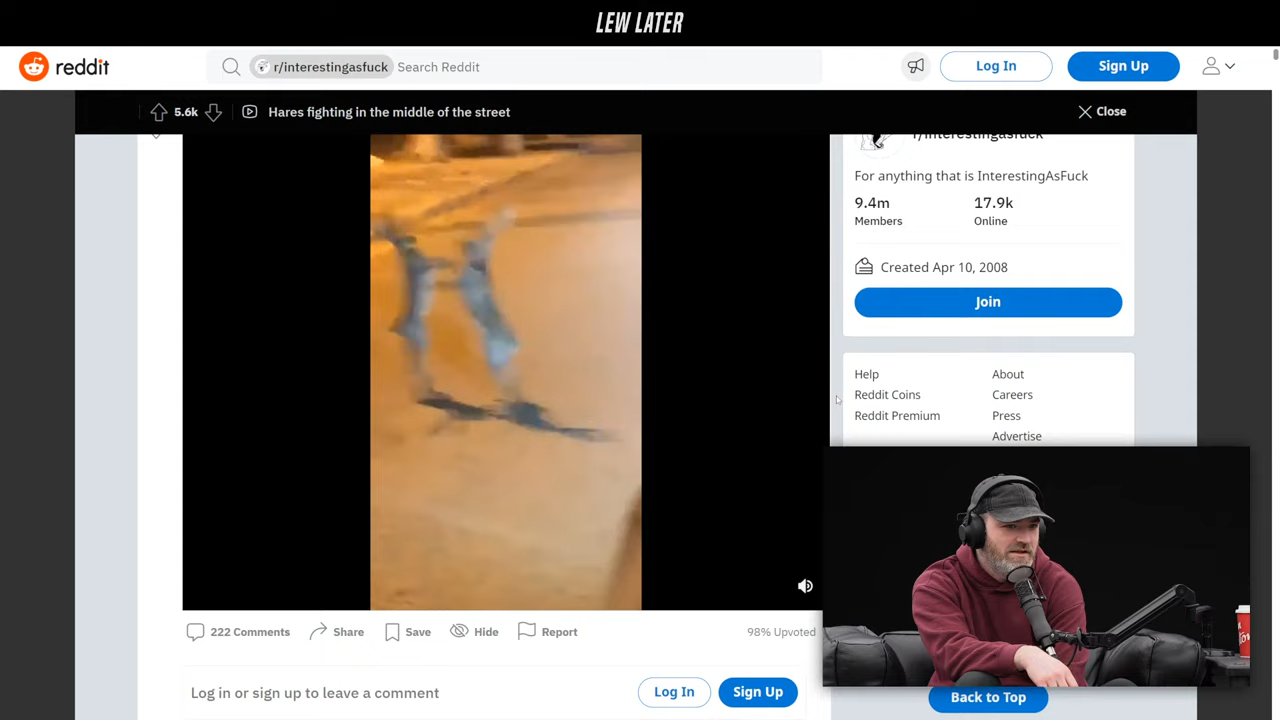 LEW LATER
reddit
r/interestingasfuck Search Reddit
Log In
Sign Up
5.6k
Hares fighting in the middle of the street
Close
r/interestingasfuck
For anything that is InterestingAsFuck
9.4m
17.9k
Members
Online
Created Apr 10, 2008
Join
Help
About
Reddit Coins
Careers
Reddit Premium
Press
Advertise
222 Comments
Share
Save
Hide
Report
98% Upvoted
Log in or sign up to leave a comment
Log In
Sign Up
Back to Top